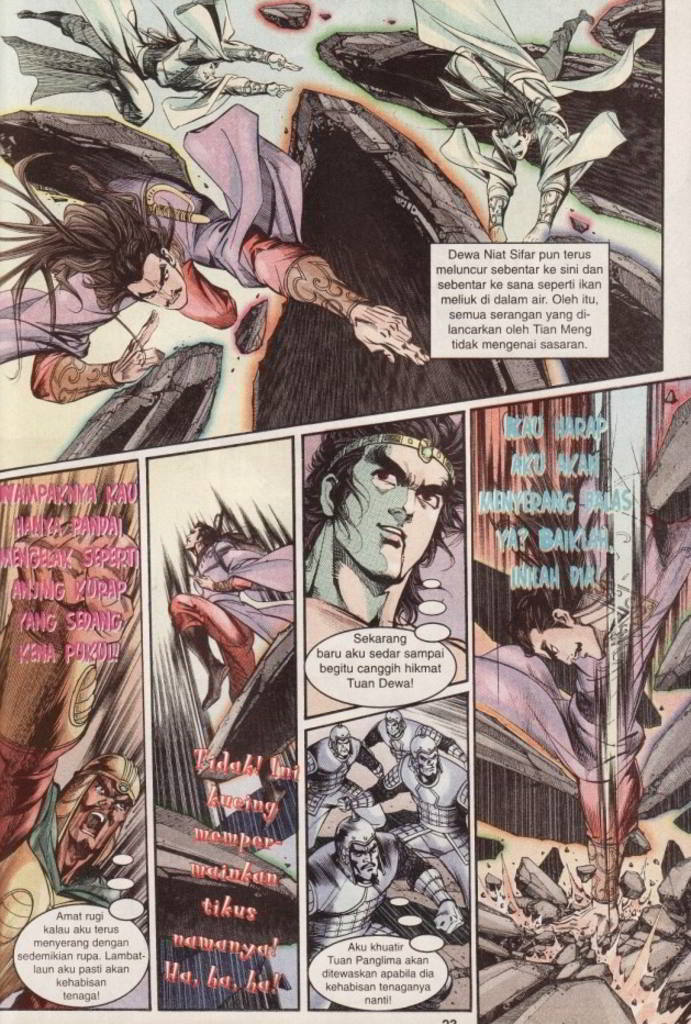 Dewa Niat Sifar pun terus
meluncur sebentar ke sini dan
sebentar ke sana seperti ikan
meliuk di dalam air. Oleh itu,
semua serangan yang di-
lancarkan oleh Tian Meng
tidak mengenai sasaran.
NAMPAKNYA KAU
HANYA PANDAI
MENGELAK SEPERTI
ANJING KURAP
YANG SEDANG
KENA PUKUL!!
Amat rugi
kalau aku terus
menyerang dengan
sedemikian rupa. Lambat-
laun aku pasti akan
kehabisan
tenaga!
Tidak! Ini
kucing
memper-
mainkan
tikus
namanya!
Ha, ha, ha!
Sekarang
baru aku sedar sampai
begitu canggih hikmat
Tuan Dewa!
Aku khuatir
Tuan Panglima akan
ditewaskan apabila dia
kehabisan tenaganya
nanti!
KAU HARAP
AKU AKAN
MENYERANG BALAS
YA? BAIKLAH,
INILAH DIA!